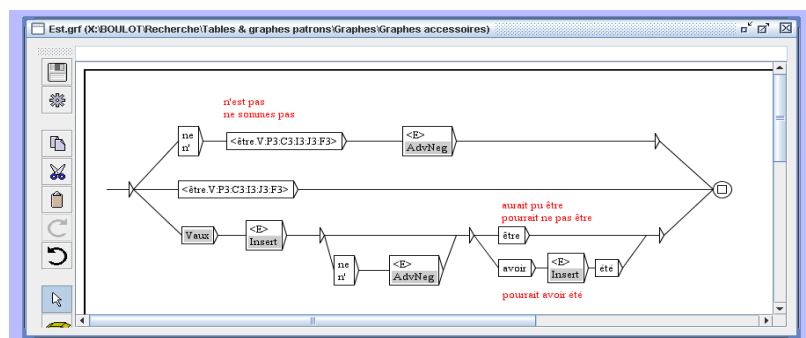 Est.grf (X:\BOULOT\Recherche\Tables & graphes patrons\Graphes\Graphes accessoires)
n'est pas
ne sommes pas
ne
n'
<être.V:P3:C3:I3:J3:F3>
<E>
AdvNeg
<être.V:P3:C3:I3:J3:F3>
aurait pu être
pourrait ne pas être
Vaux
<E>
Insert
ne
n'
<E>
AdvNeg
être
avoir
<E>
Insert
été
pourrait avoir été